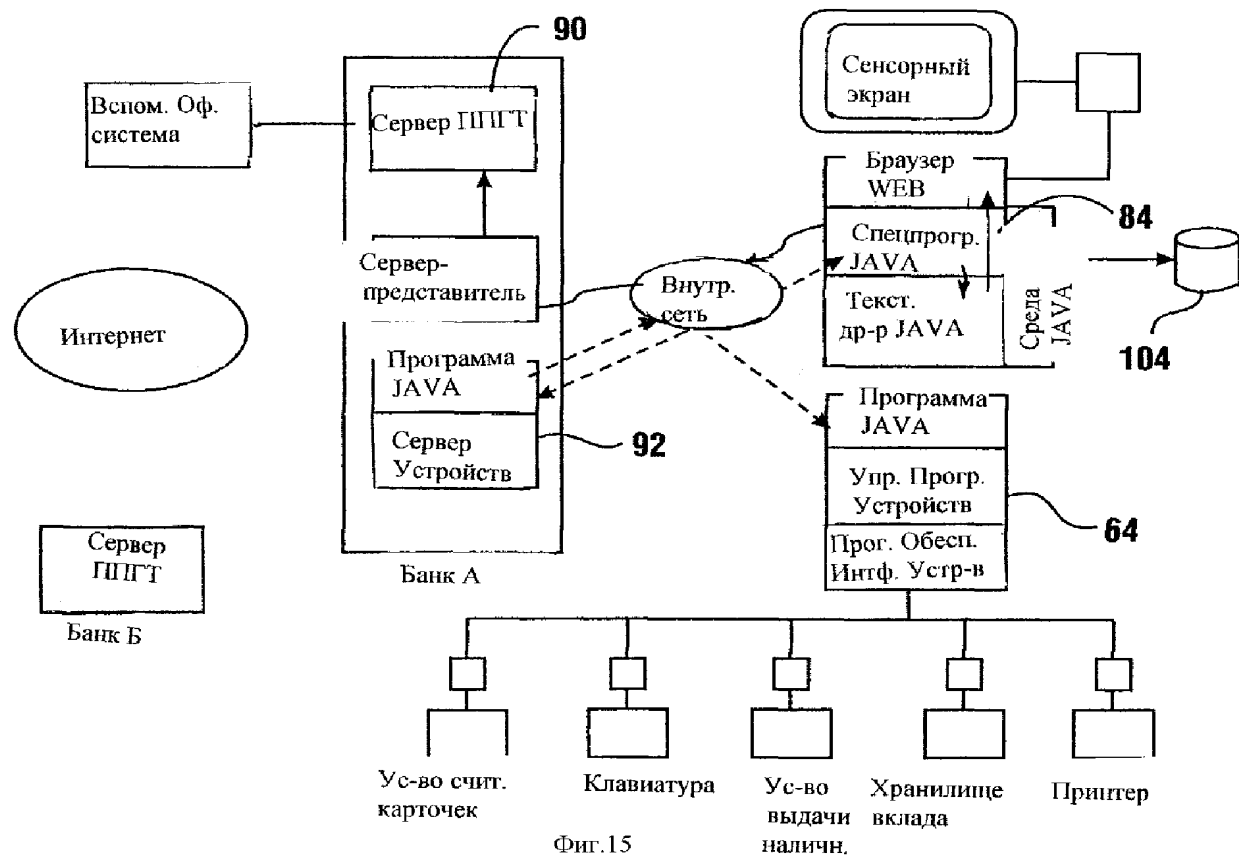 90
Вспом. Оф.
система
Сервер ППГТ
Сервер-
представитель
Интернет
Программа
JAVA
Сервер
Устройств
92
Банк А
Сервер
ППГТ
Банк Б
Внутр.
сеть
Сенсорный
экран
Браузер
WEB
Спецпрогр.
JAVA
84
Текст.
др-р JAVA
Среда
JAVA
104
Программа
JAVA
Упр. Прогр.
Устройств
Прог. Обесп.
Интф. Устр-в
64
Ус-во счит.
карточек
Клавиатура
Ус-во
выдачи
наличн.
Хранилище
вклада
Принтер
Фиг.15